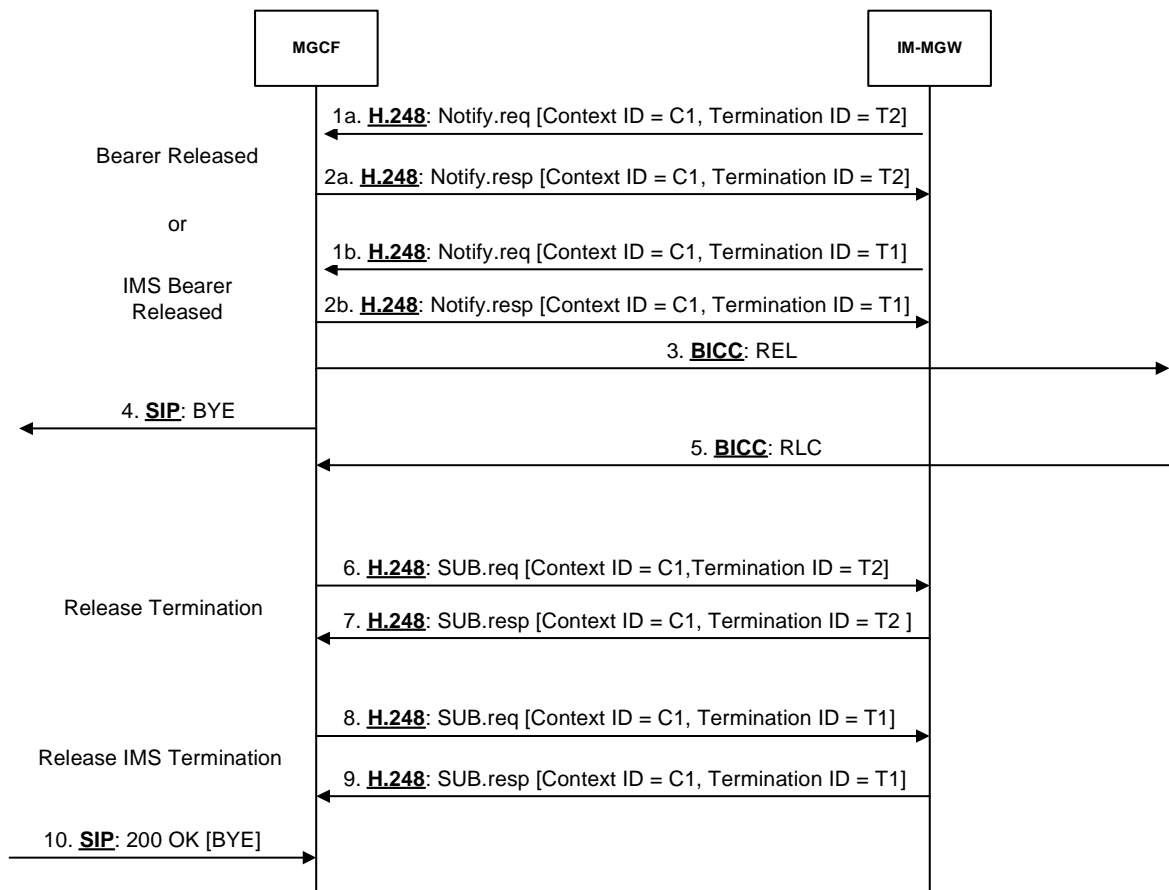 MGCF
IM-MGW
1a. H.248: Notify.req [Context ID = C1, Termination ID = T2]
Bearer Released
2a. H.248: Notify.resp [Context ID = C1, Termination ID = T2]
or
1b. H.248: Notify.req [Context ID = C1, Termination ID = T1]
IMS Bearer
Released
2b. H.248: Notify.resp [Context ID = C1, Termination ID = T1]
3. BICC: REL
4. SIP: BYE
5. BICC: RLC
6. H.248: SUB.req [Context ID = C1,Termination ID = T2]
Release Termination
7. H.248: SUB.resp [Context ID = C1, Termination ID = T2 ]
8. H.248: SUB.req [Context ID = C1, Termination ID = T1]
Release IMS Termination
9. H.248: SUB.resp [Context ID = C1, Termination ID = T1]
10. SIP: 200 OK [BYE]